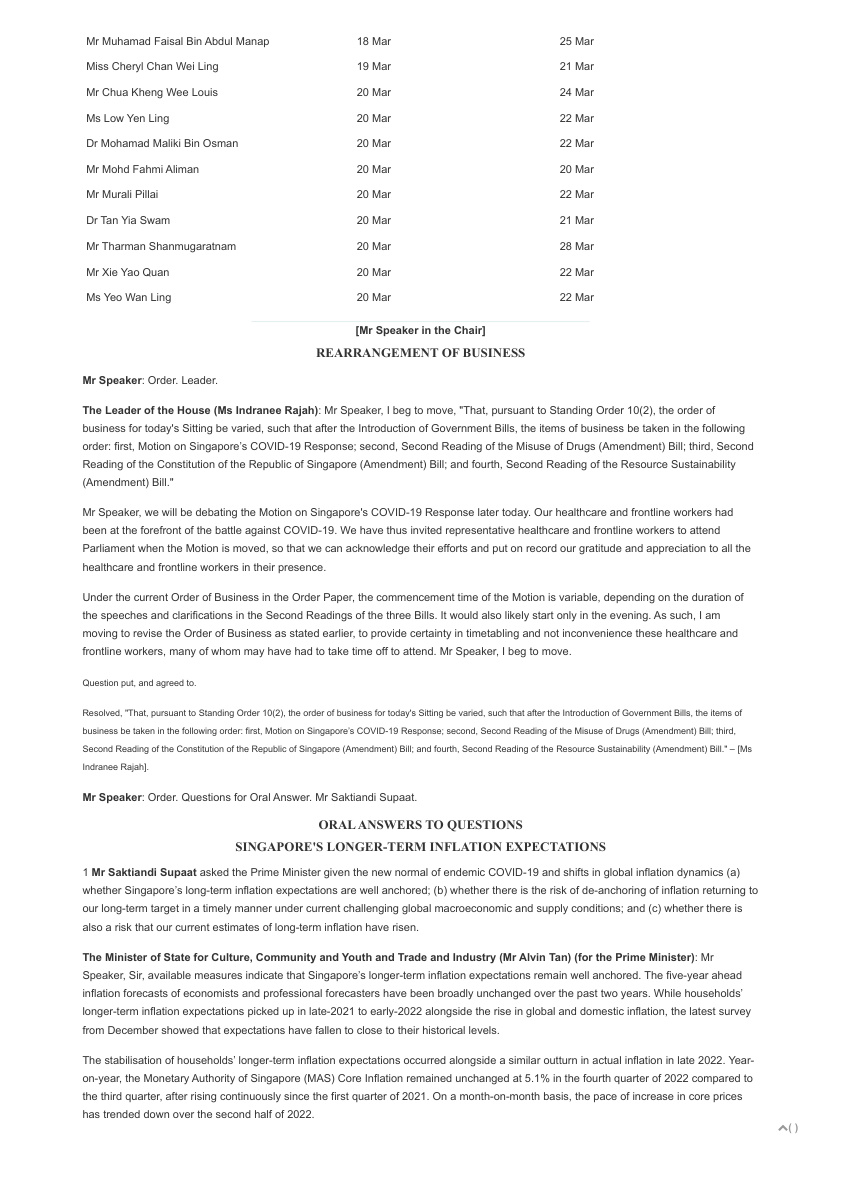 Mr Muhamad Faisal Bin Abdul Manap 18 Mar 25 Mar
Miss Cheryl Chan Wei Ling 19 Mar 21 Mar
Mr Chua Kheng Wee Louis 20 Mar 24 Mar
Ms Low Yen Ling 20 Mar 22 Mar
Dr Mohamad Maliki Bin Osman 20 Mar 22 Mar
Mr Mohd Fahmi Aliman 20 Mar 20 Mar
Mr Murali Pillai 20 Mar 22 Mar
Dr Tan Yia Swam 20 Mar 21 Mar
Mr Tharman Shanmugaratnam 20 Mar 28 Mar
Mr Xie Yao Quan 20 Mar 22 Mar
Ms Yeo Wan Ling 20 Mar 22 Mar
[Mr Speaker in the Chair]
REARRANGEMENT OF BUSINESS
Mr Speaker: Order. Leader.
The Leader of the House (Ms Indranee Rajah): Mr Speaker, I beg to move, "That, pursuant to Standing Order 10(2), the order of
business for today's Sitting be varied, such that after the Introduction of Government Bills, the items of business be taken in the following
order: first, Motion on Singapore’s COVID-19 Response; second, Second Reading of the Misuse of Drugs (Amendment) Bill; third, Second
Reading of the Constitution of the Republic of Singapore (Amendment) Bill; and fourth, Second Reading of the Resource Sustainability
(Amendment) Bill."
Mr Speaker, we will be debating the Motion on Singapore's COVID-19 Response later today. Our healthcare and frontline workers had
been at the forefront of the battle against COVID-19. We have thus invited representative healthcare and frontline workers to attend
Parliament when the Motion is moved, so that we can acknowledge their efforts and put on record our gratitude and appreciation to all the
healthcare and frontline workers in their presence.
Under the current Order of Business in the Order Paper, the commencement time of the Motion is variable, depending on the duration of
the speeches and clarifications in the Second Readings of the three Bills. It would also likely start only in the evening. As such, I am
moving to revise the Order of Business as stated earlier, to provide certainty in timetabling and not inconvenience these healthcare and
frontline workers, many of whom may have had to take time off to attend. Mr Speaker, I beg to move.
Question put, and agreed to.
Resolved, "That, pursuant to Standing Order 10(2), the order of business for today's Sitting be varied, such that after the Introduction of Government Bills, the items of
business be taken in the following order: first, Motion on Singapore’s COVID-19 Response; second, Second Reading of the Misuse of Drugs (Amendment) Bill; third,
Second Reading of the Constitution of the Republic of Singapore (Amendment) Bill; and fourth, Second Reading of the Resource Sustainability (Amendment) Bill." – [Ms
Indranee Rajah].
Mr Speaker: Order. Questions for Oral Answer. Mr Saktiandi Supaat.
ORAL ANSWERS TO QUESTIONS
SINGAPORE'S LONGER-TERM INFLATION EXPECTATIONS
1 Mr Saktiandi Supaat asked the Prime Minister given the new normal of endemic COVID-19 and shifts in global inflation dynamics (a)
whether Singapore’s long-term inflation expectations are well anchored; (b) whether there is the risk of de-anchoring of inflation returning to
our long-term target in a timely manner under current challenging global macroeconomic and supply conditions; and (c) whether there is
also a risk that our current estimates of long-term inflation have risen.
The Minister of State for Culture, Community and Youth and Trade and Industry (Mr Alvin Tan) (for the Prime Minister): Mr
Speaker, Sir, available measures indicate that Singapore’s longer-term inflation expectations remain well anchored. The five-year ahead
inflation forecasts of economists and professional forecasters have been broadly unchanged over the past two years. While households’
longer-term inflation expectations picked up in late-2021 to early-2022 alongside the rise in global and domestic inflation, the latest survey
from December showed that expectations have fallen to close to their historical levels.
The stabilisation of households’ longer-term inflation expectations occurred alongside a similar outturn in actual inflation in late 2022. Year-
on-year, the Monetary Authority of Singapore (MAS) Core Inflation remained unchanged at 5.1% in the fourth quarter of 2022 compared to
the third quarter, after rising continuously since the first quarter of 2021. On a month-on-month basis, the pace of increase in core prices
has trended down over the second half of 2022.
( )